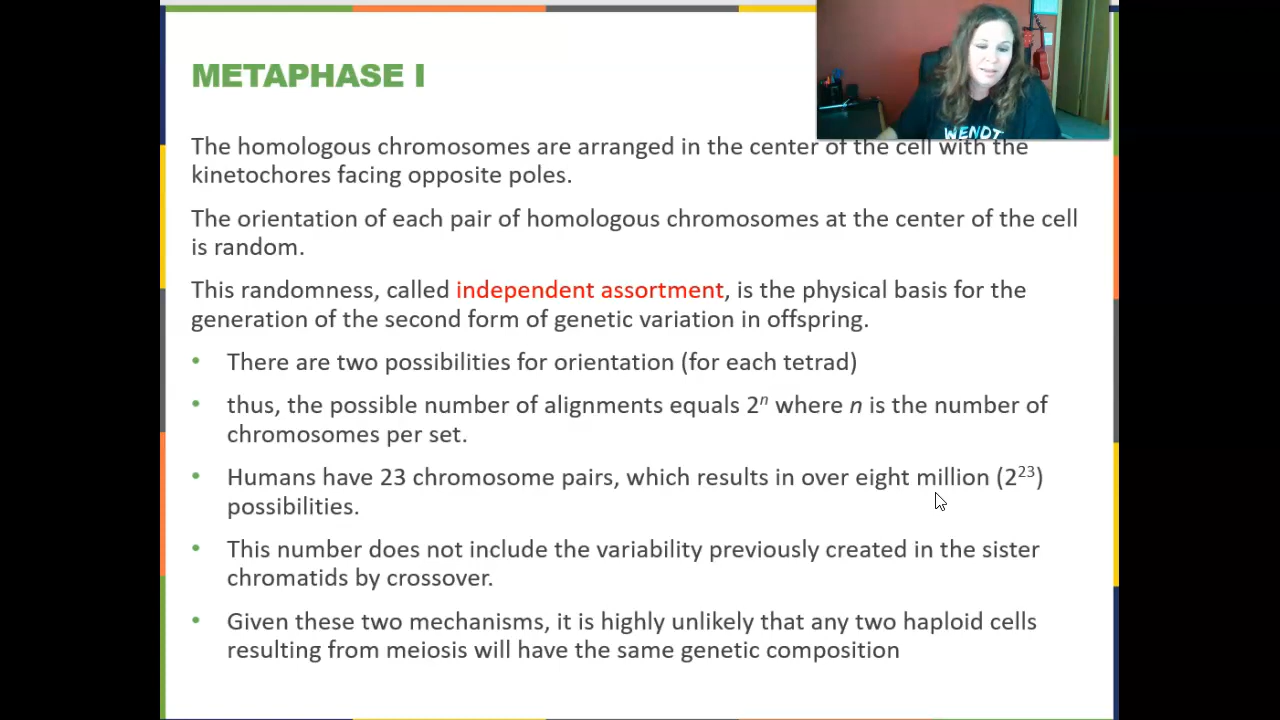 METAPHASE I
WENDT
The homologous chromosomes are arranged in the center of the cell with the
kinetochores facing opposite poles.
The orientation of each pair of homologous chromosomes at the center of the cell
is random.
This randomness, called independent assortment, is the physical basis for the
generation of the second form of genetic variation in offspring.
• There are two possibilities for orientation (for each tetrad)
• thus, the possible number of alignments equals 2ⁿ where n is the number of
chromosomes per set.
• Humans have 23 chromosome pairs, which results in over eight million (2²³)
possibilities.
• This number does not include the variability previously created in the sister
chromatids by crossover.
• Given these two mechanisms, it is highly unlikely that any two haploid cells
resulting from meiosis will have the same genetic composition